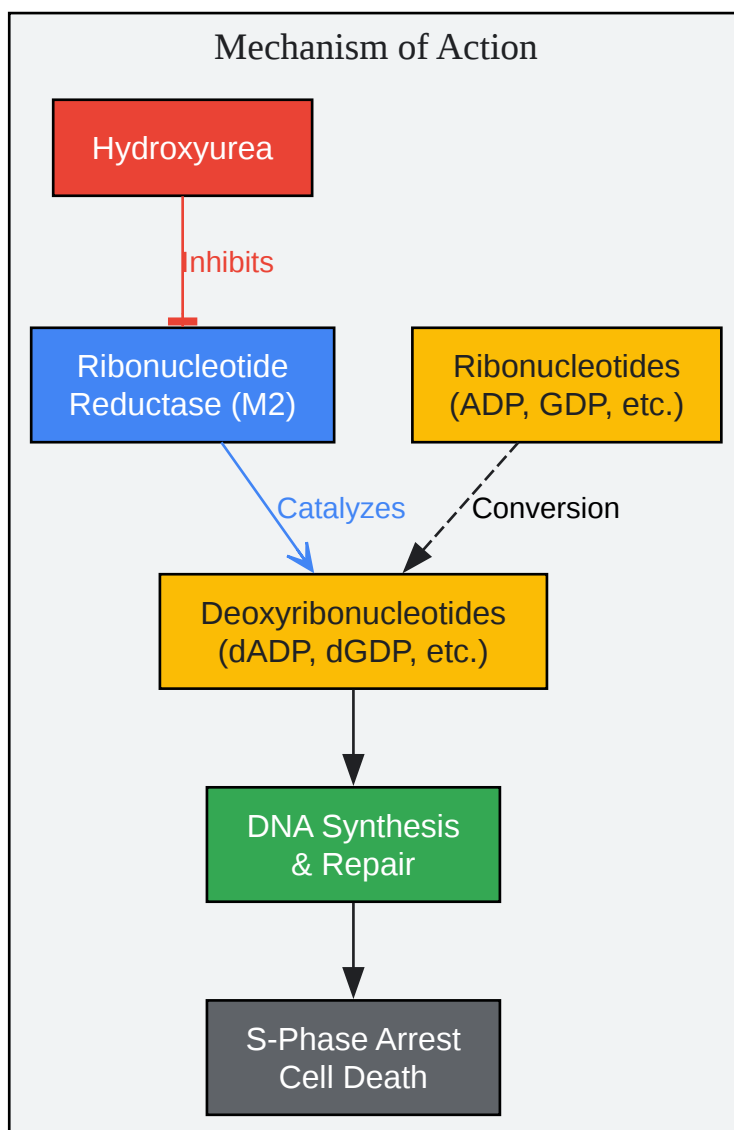 Mechanism of Action
Hydroxyurea
Inhibits
Ribonucleotide
Reductase (M2)
Ribonucleotides
(ADP, GDP, etc.)
Catalyzes
Conversion
Deoxyribonucleotides
(dADP, dGDP, etc.)
DNA Synthesis
& Repair
S-Phase Arrest
Cell Death